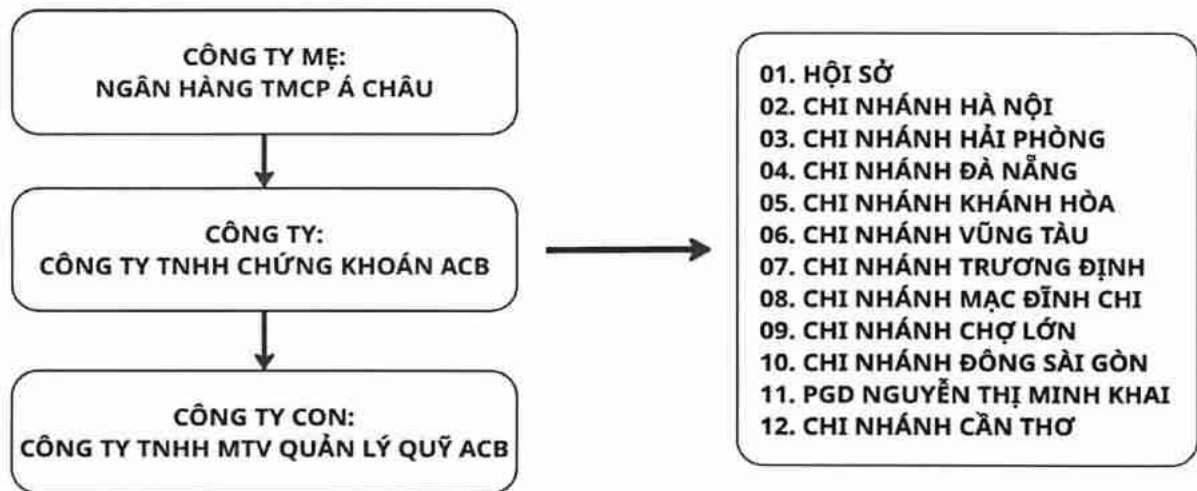 CÔNG TY MẸ:
NGÂN HÀNG TMCP Á CHÂU
CÔNG TY:
CÔNG TY TNHH CHỨNG KHOÁN ACB
CÔNG TY CON:
CÔNG TY TNHH MTV QUẢN LÝ QUỸ ACB
01. HỘI SỞ
02. CHI NHÁNH HÀ NỘI
03. CHI NHÁNH HẢI PHÒNG
04. CHI NHÁNH ĐÀ NẴNG
05. CHI NHÁNH KHÁNH HÒA
06. CHI NHÁNH VŨNG TÀU
07. CHI NHÁNH TRƯƠNG ĐỊNH
08. CHI NHÁNH MẠC ĐĨNH CHI
09. CHI NHÁNH CHỢ LỚN
10. CHI NHÁNH ĐÔNG SÀI GÒN
11. PGD NGUYỄN THỊ MINH KHAI
12. CHI NHÁNH CẦN THƠ